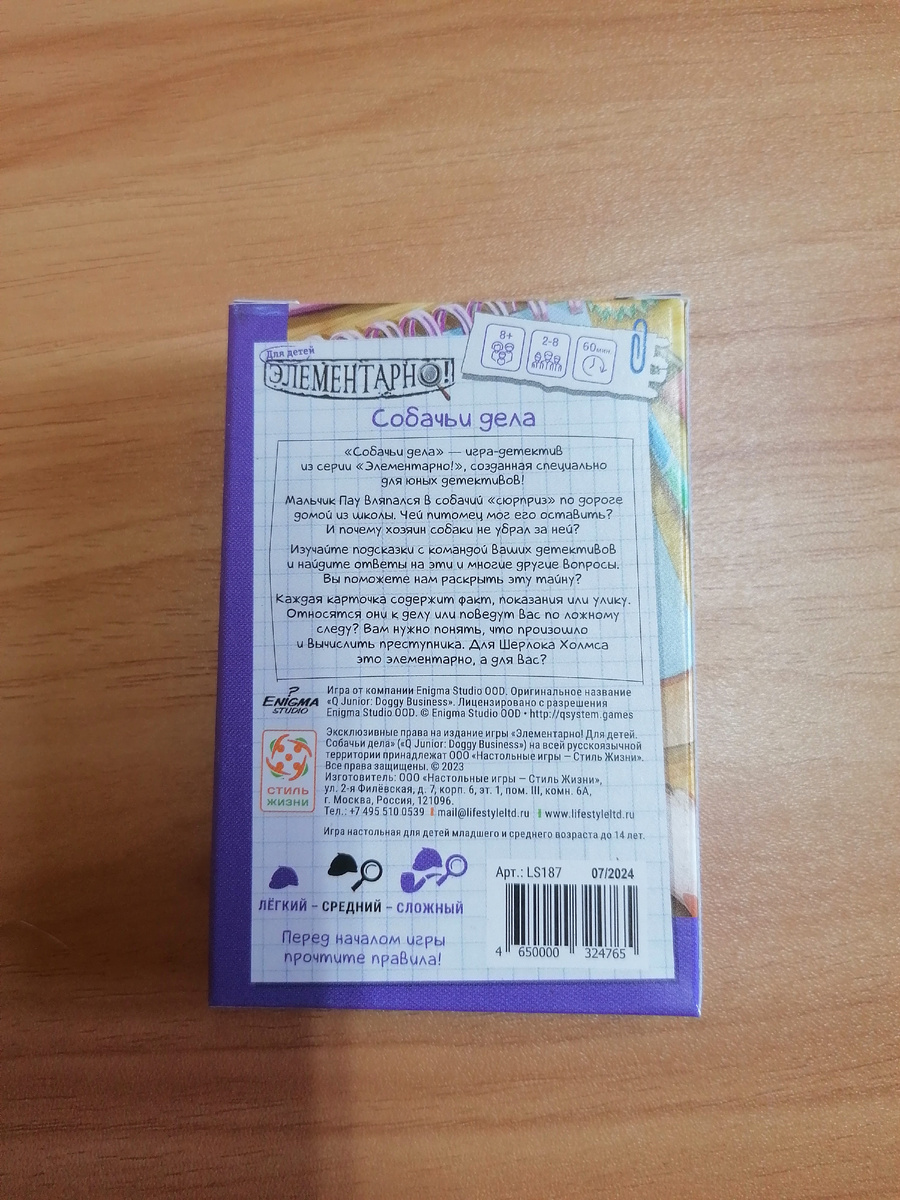 8+
2-8
60 мин.
Для детей
ЭЛЕМЕНТАРНО!
Собачьи дела
«Собачьи дела» — игра-детектив
из серии «Элементарно!», созданная специально
для юных детективов!
Мальчик Пау вляпался в собачий «сюрприз» по дороге
домой из школы. Чей питомец мог его оставить?
И почему хозяин собаки не убрал за ней?
Изучайте подсказки с командой ваших детективов
и найдите ответы на эти и многие другие вопросы.
Вы поможете нам раскрыть эту тайну?
Каждая карточка содержит факт, показания или улику.
Относятся они к делу или поведут вас по ложному
следу? Вам нужно понять, что произошло
и вычислить преступника. Для Шерлока Холмса
это элементарно, а для вас?
?
ENIGMA
STUDIO
Игра от компании Enigma Studio OOD. Оригинальное название
«Q Junior: Doggy Business». Лицензировано с разрешения
Enigma Studio OOD. © Enigma Studio OOD • http://qsystem.games
СТИЛЬ
ЖИЗНИ
Эксклюзивные права на издание игры «Элементарно! Для детей.
Собачьи дела» («Q Junior: Doggy Business») на всей русскоязычной
территории принадлежат ООО «Настольные игры — Стиль Жизни».
Все права защищены. © 2023
Изготовитель: ООО «Настольные игры — Стиль Жизни»,
ул. 2-я Филёвская, д. 7, корп. 6, эт. 1, пом. III, комн. 6А,
г. Москва, Россия, 121096.
Тел.: +7 495 510 0539 mail@lifestyleltd.ru www.lifestyleltd.ru
Игра настольная для детей младшего и среднего возраста до 14 лет.
ЛЁГКИЙ – СРЕДНИЙ – СЛОЖНЫЙ
Перед началом игры
прочтите правила!
Арт.: LS187 07/2024
4 650000 324765